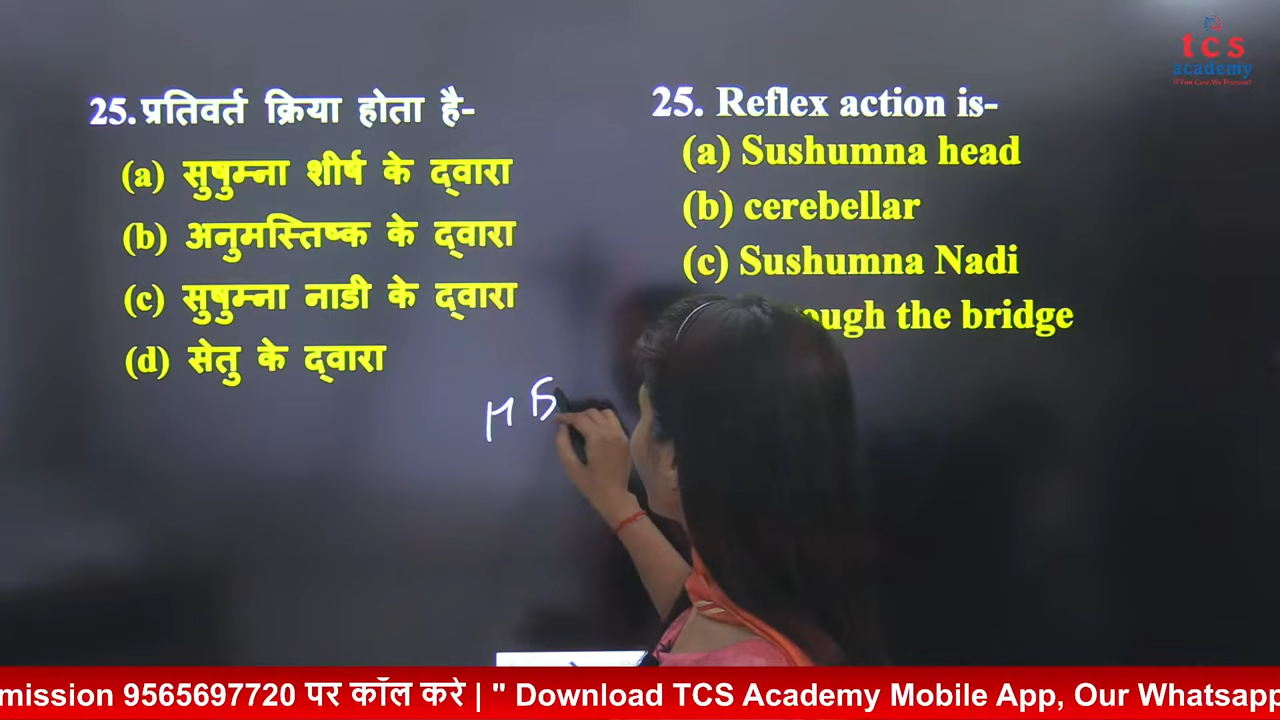 tcs
academy
25. प्रतिवर्त क्रिया होता है-
(a) सुषुम्ना शीर्ष के द्वारा
(b) अनुमस्तिष्क के द्वारा
(c) सुषुम्ना नाडी के द्वारा
(d) सेतु के द्वारा
25. Reflex action is-
(a) Sushumna head
(b) cerebellar
(c) Sushumna Nadi
ough the bridge
mission 9565697720 पर कॉल करे | " Download TCS Academy Mobile App, Our Whatsapp